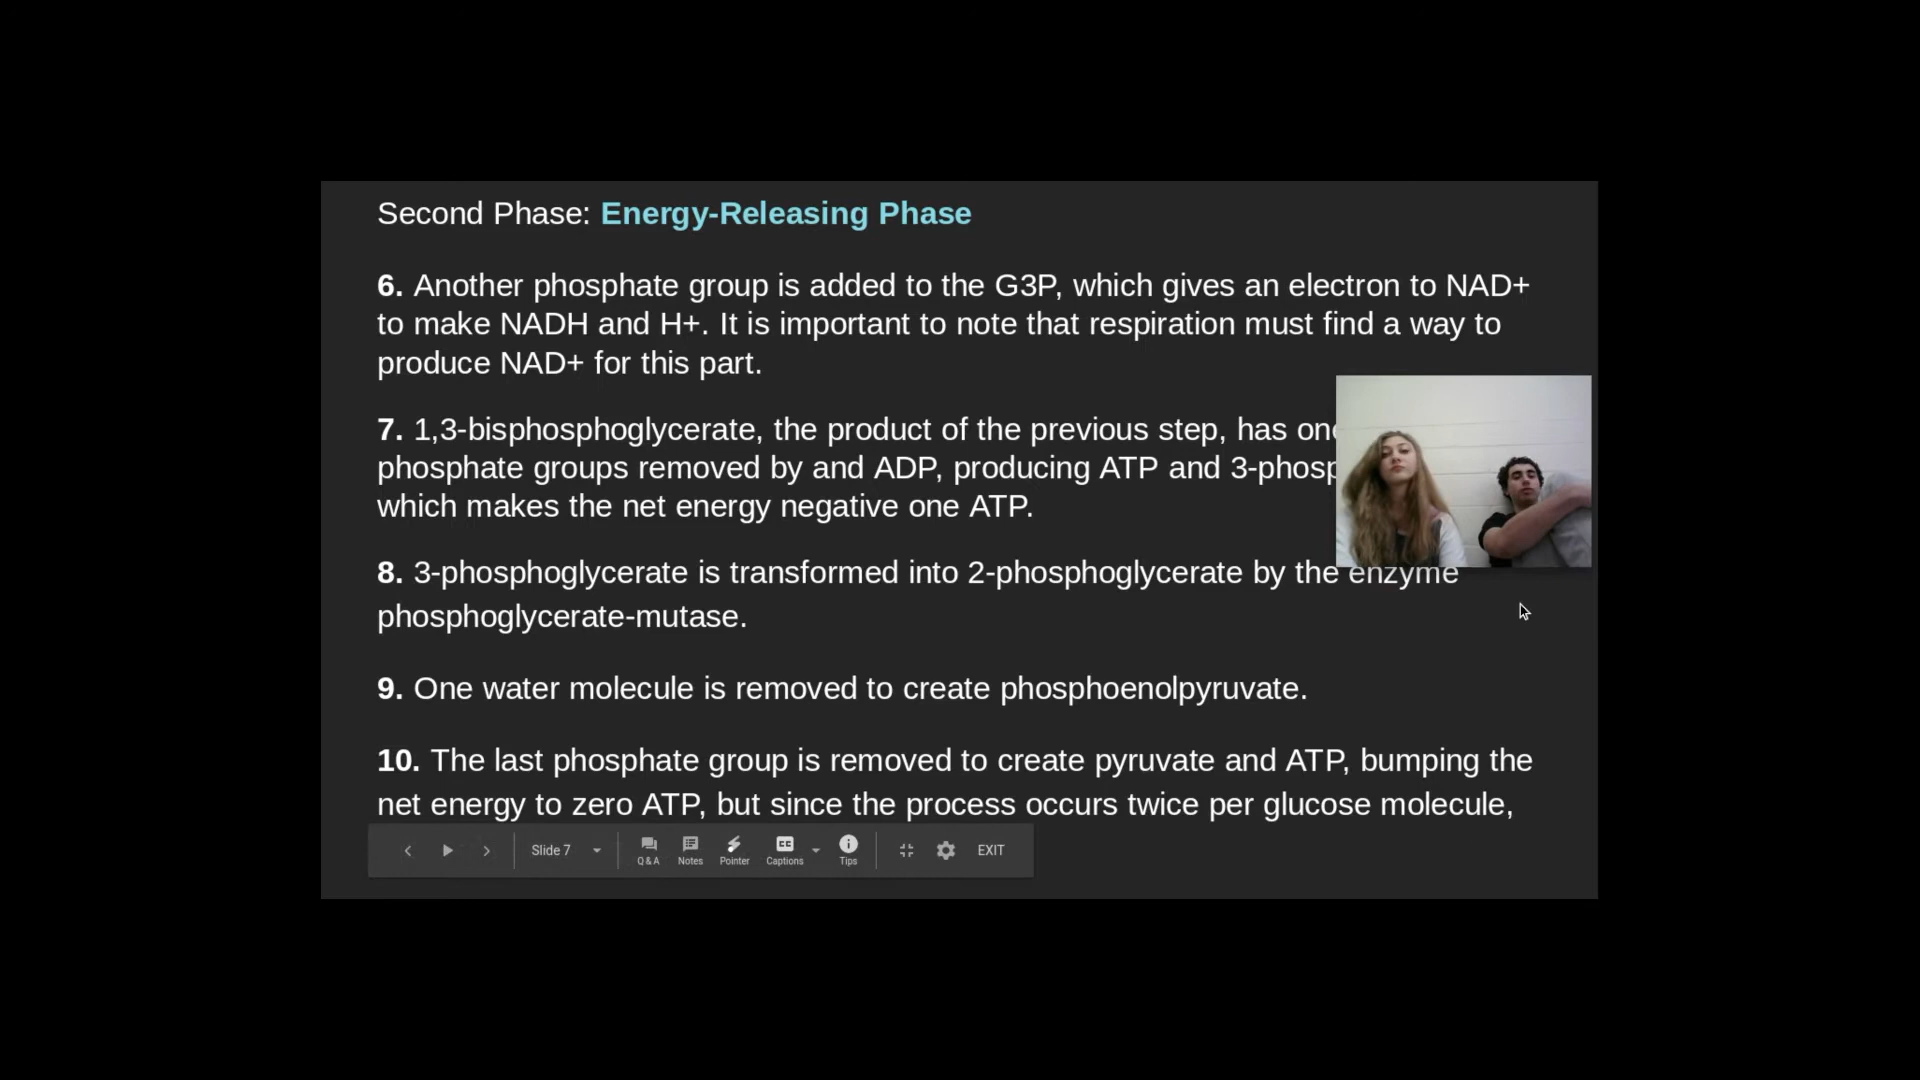 Second Phase: Energy-Releasing Phase
6. Another phosphate group is added to the G3P, which gives an electron to NAD+
to make NADH and H+. It is important to note that respiration must find a way to
produce NAD+ for this part.
7. 1,3-bisphosphoglycerate, the product of the previous step, has one
phosphate groups removed by and ADP, producing ATP and 3-phosp
which makes the net energy negative one ATP.
8. 3-phosphoglycerate is transformed into 2-phosphoglycerate by the enzyme
phosphoglycerate-mutase.
9. One water molecule is removed to create phosphoenolpyruvate.
10. The last phosphate group is removed to create pyruvate and ATP, bumping the
net energy to zero ATP, but since the process occurs twice per glucose molecule,
Slide 7 Q&A Notes Pointer CC Captions Tips EXIT